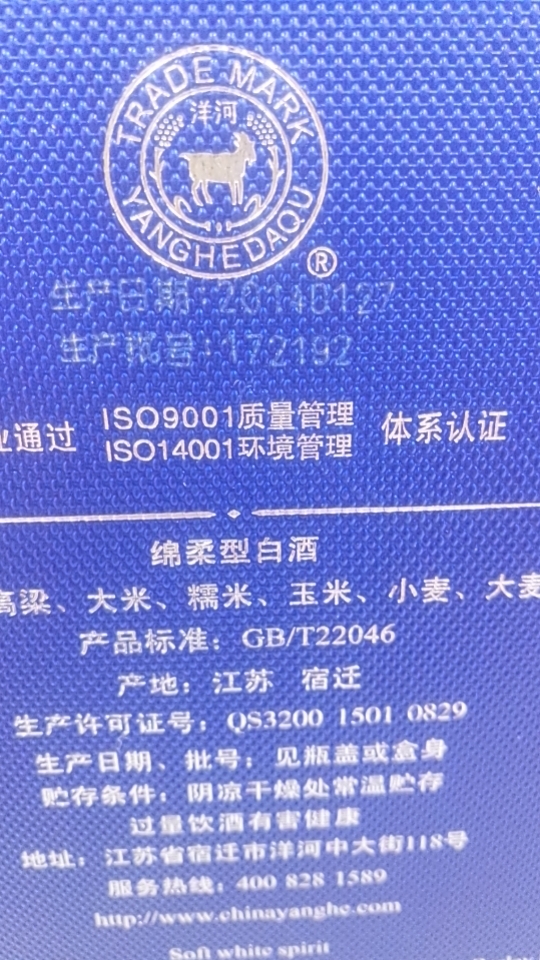 TRADE MARK
洋河
YANGHEDAQU
®
生产日期:20140127
生产批号:172192
业通过
ISO9001质量管理
ISO14001环境管理
体系认证
绵柔型白酒
高粱、大米、糯米、玉米、小麦、大麦
产品标准：GB/T22046
产地：江苏 宿迁
生产许可证号：QS3200 1501 0829
生产日期、批号：见瓶盖或盒身
贮存条件：阴凉干燥处常温贮存
过量饮酒有害健康
地址：江苏省宿迁市洋河中大街118号
服务热线：400 828 1589
http://www.chinayanghe.com
Soft white spirit